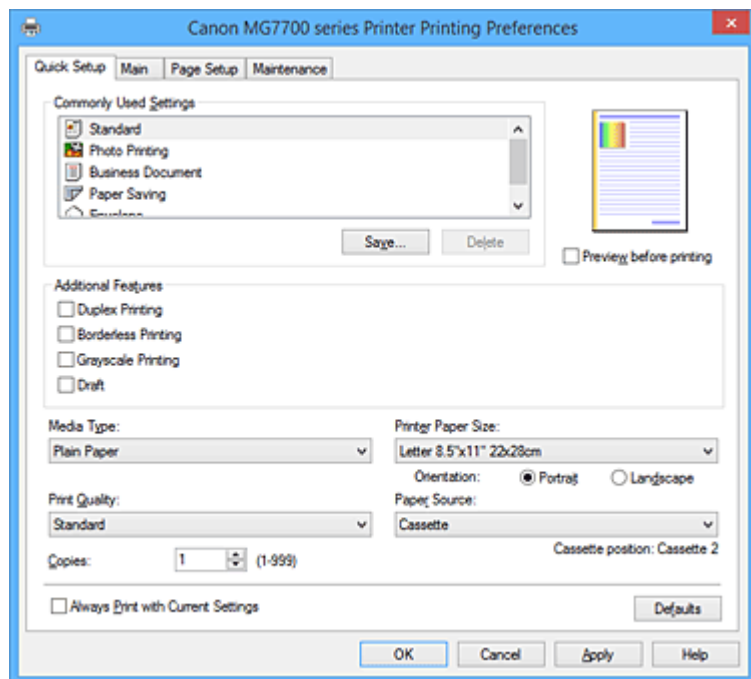 Canon MG7700 series Printer Printing Preferences
Quick Setup Main Page Setup Maintenance
Commonly Used Settings
Standard
Photo Printing
Business Document
Paper Saving
Envelope
Save... Delete
Preview before printing
Additional Features
Duplex Printing
Borderless Printing
Grayscale Printing
Draft
Media Type:
Plain Paper
Printer Paper Size:
Letter 8.5"x11" 22x28cm
Orientation: Portrait Landscape
Print Quality:
Standard
Paper Source:
Cassette
Cassette position: Cassette 2
Copies: 1 (1-999)
Always Print with Current Settings
Defaults
OK Cancel Apply Help